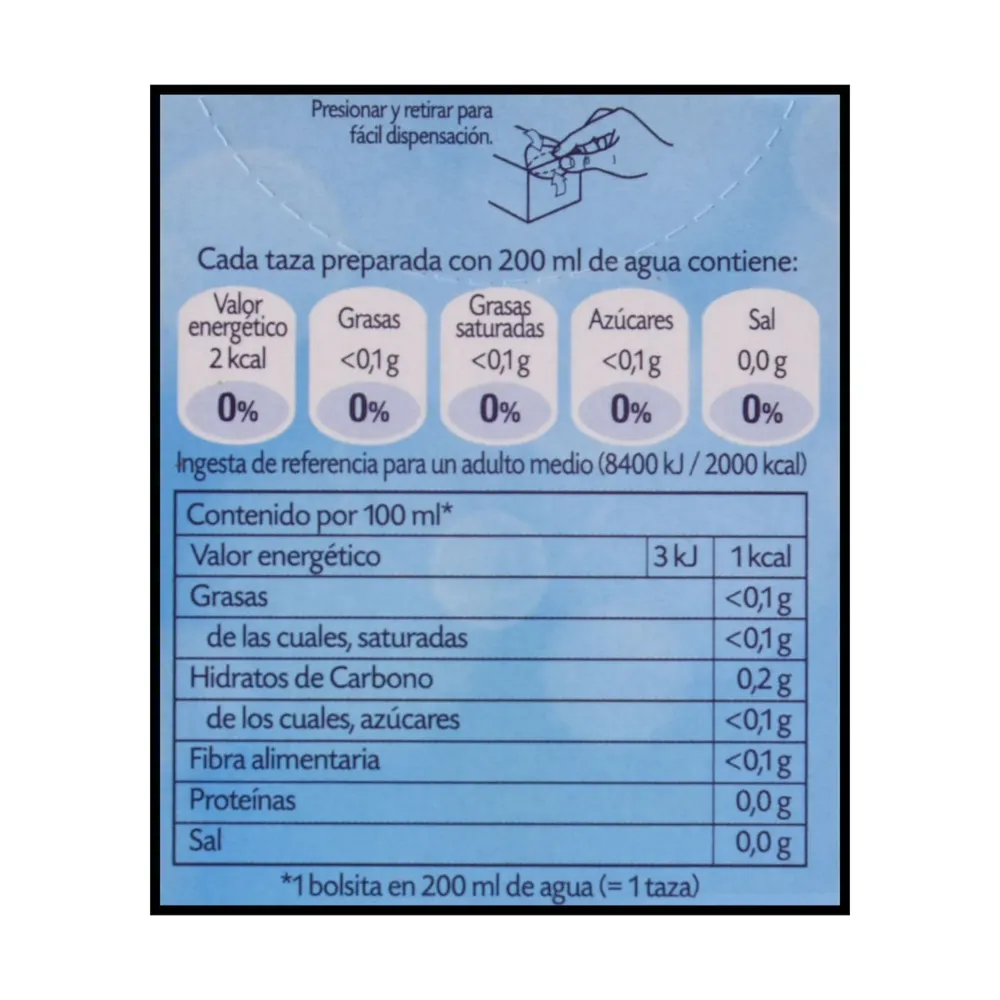 Presionar y retirar para
fácil dispensación.
Cada taza preparada con 200 ml de agua contiene:
Valor energético 2 kcal 0%
Grasas <0,1 g 0%
Grasas saturadas <0,1 g 0%
Azúcares <0,1 g 0%
Sal 0,0 g 0%
Ingesta de referencia para un adulto medio (8400 kJ / 2000 kcal)
Contenido por 100 ml*
Valor energético 3 kJ 1 kcal
Grasas <0,1 g
de las cuales, saturadas <0,1 g
Hidratos de Carbono 0,2 g
de los cuales, azúcares <0,1 g
Fibra alimentaria <0,1 g
Proteínas 0,0 g
Sal 0,0 g
*1 bolsita en 200 ml de agua (= 1 taza)